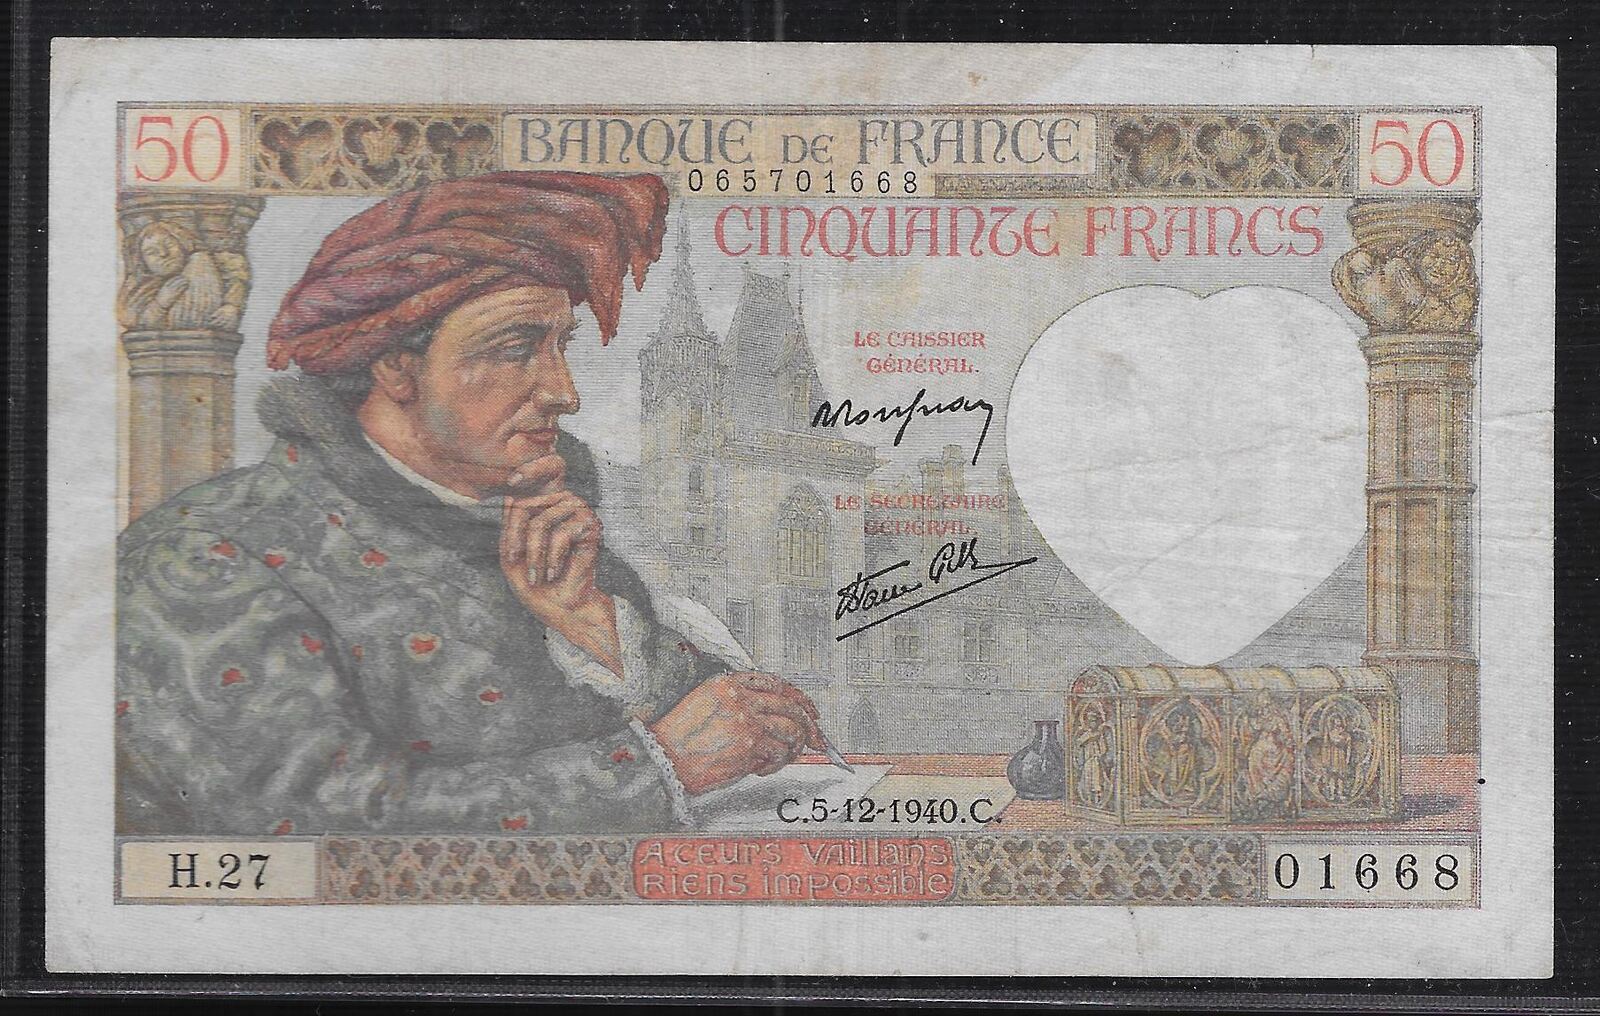 50 BANQUE DE FRANCE 50
065701668
CINQUANTE FRANCS
LE CAISSIER
GÉNÉRAL.
LE SECRETAIRE
GÉNÉRAL.
C.5-12-1940.C.
H.27
A CEURS VAILLANS
RIENS IMPOSSIBLE
01668